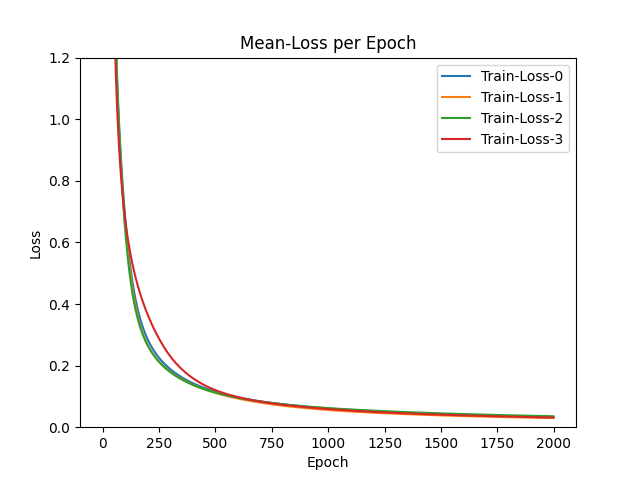 Mean-Loss per Epoch
1.2
1.0
0.8
0.6
0.4
0.2
0.0
Loss
Train-Loss-0
Train-Loss-1
Train-Loss-2
Train-Loss-3
0 250 500 750 1000 1250 1500 1750 2000
Epoch